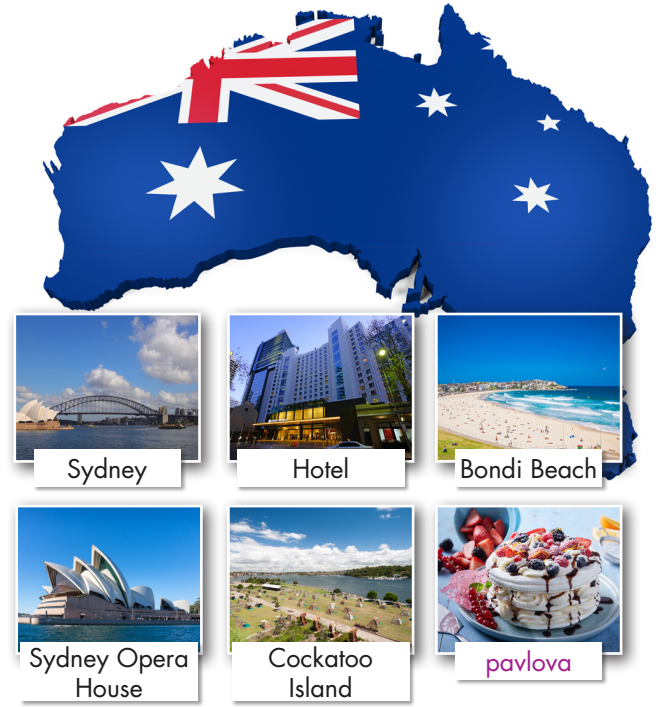 Sydney
Hotel
Bondi Beach
Sydney Opera
House
Cockatoo
Island
pavlova